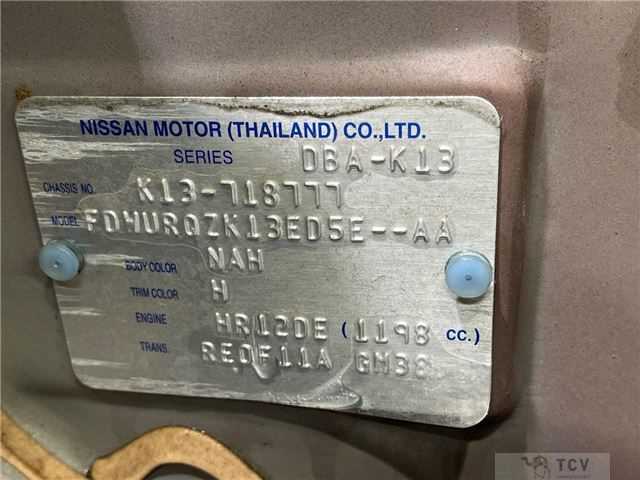 NISSAN MOTOR (THAILAND) CO.,LTD.
SERIES DBA-K13
CHASSIS NO. K13-718777
MODEL FDWURQZK13ED5E--AA
BODY COLOR NAH
TRIM COLOR H
ENGINE HR12DE (1198 CC.)
TRANS. RE0F11A GM38
TCV